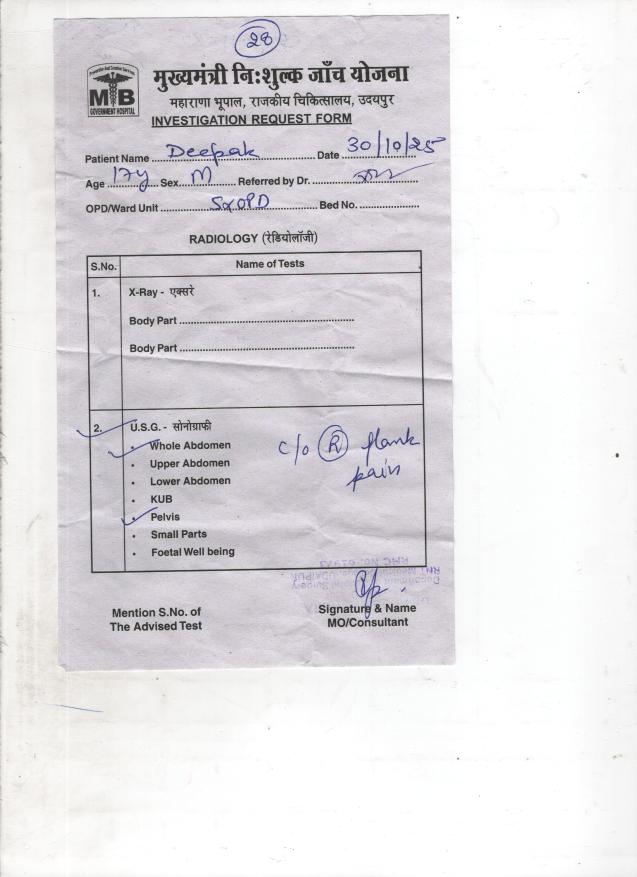 28
MB
GOVERNMENT HOSPITAL
मुख्यमंत्री निःशुल्क जाँच योजना
महाराणा भूपाल, राजकीय चिकित्सालय, उदयपुर
INVESTIGATION REQUEST FORM
Patient Name Deepak Date 30/10/25
Age 17y Sex M Referred by Dr.
OPD/Ward Unit SxOPD Bed No.
RADIOLOGY (रेडियोलॉजी)
S.No. Name of Tests
1. X-Ray - एक्सरे
Body Part
Body Part
2. U.S.G. - सोनोग्राफी
• Whole Abdomen c/o R flank
• Upper Abdomen pain
• Lower Abdomen
• KUB
• Pelvis
• Small Parts
• Foetal Well being
Mention S.No. of
The Advised Test
Signature & Name
MO/Consultant